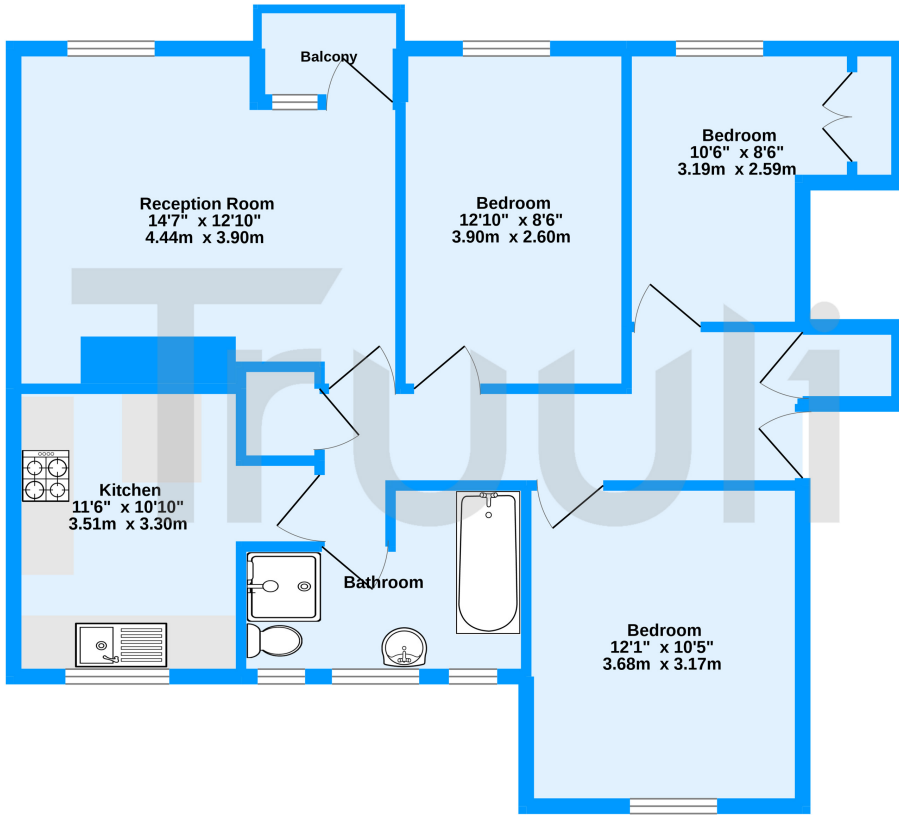 Balcony
Reception Room
14'7" x 12'10"
4.44m x 3.90m
Bedroom
12'10" x 8'6"
3.90m x 2.60m
Bedroom
10'6" x 8'6"
3.19m x 2.59m
Truuli
Kitchen
11'6" x 10'10"
3.51m x 3.30m
Bathroom
Bedroom
12'1" x 10'5"
3.68m x 3.17m